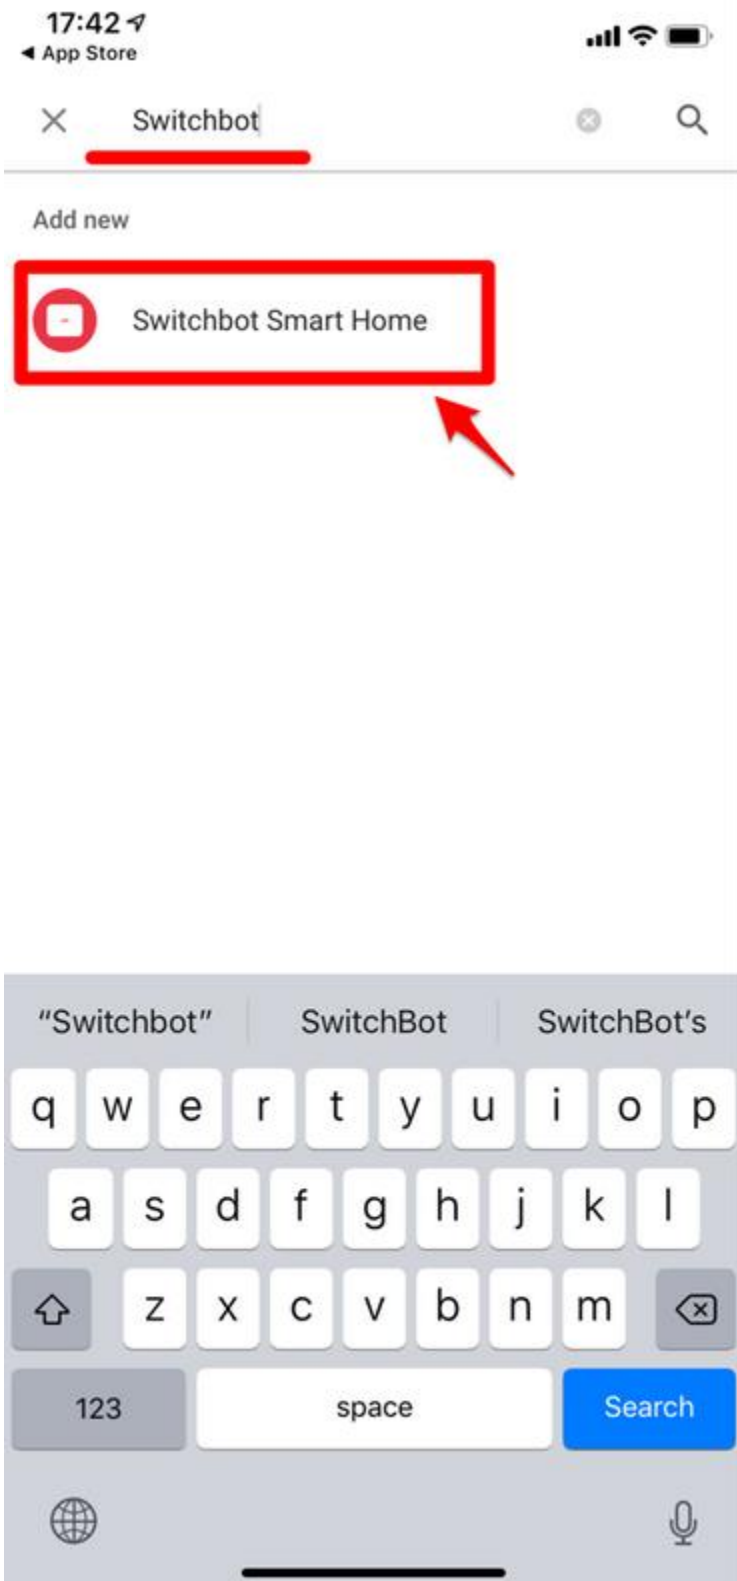 17:42
◀ App Store
Switchbot
Add new
Switchbot Smart Home
“Switchbot” SwitchBot SwitchBot’s
q w e r t y u i o p
a s d f g h j k l
z x c v b n m
123 space Search